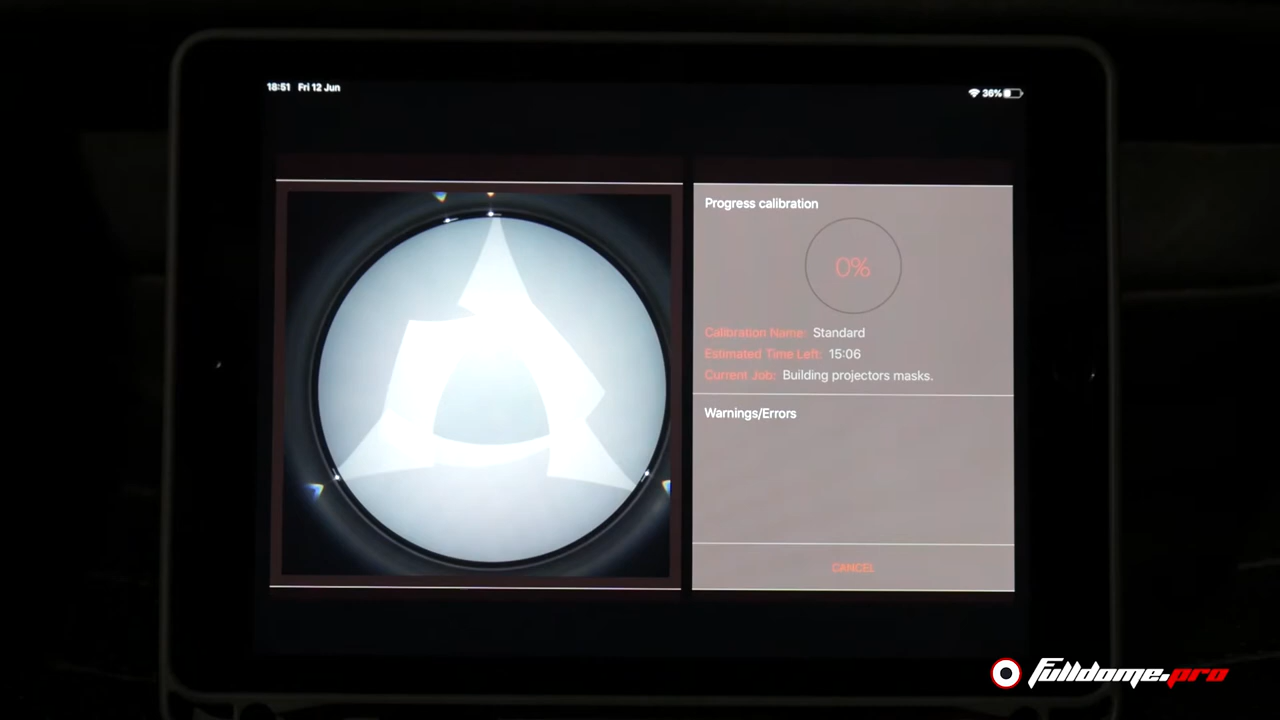 18:51 Fri 12 Jun
36%
Progress calibration
0%
Calibration Name: Standard
Estimated Time Left: 15:06
Current Job: Building projectors masks.
Warnings/Errors
CANCEL
Fulldome.pro